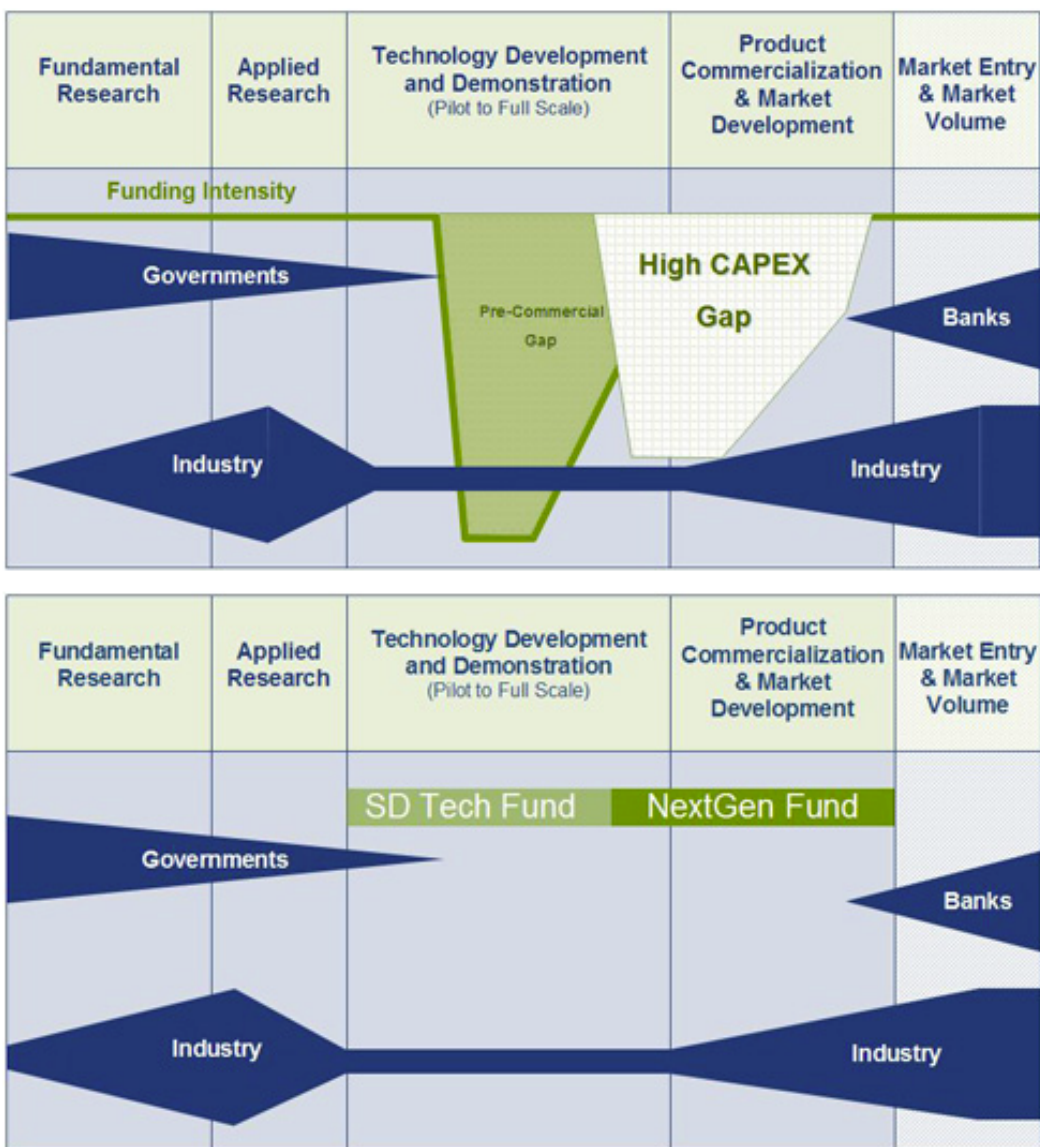 Fundamental
Research
Applied
Research
Technology Development
and Demonstration
(Pilot to Full Scale)
Product
Commercialization
& Market
Development
Market Entry
& Market
Volume
Funding Intensity
Governments
Pre-Commercial
Gap
High CAPEX
Gap
Banks
Industry
Industry
Fundamental
Research
Applied
Research
Technology Development
and Demonstration
(Pilot to Full Scale)
Product
Commercialization
& Market
Development
Market Entry
& Market
Volume
SD Tech Fund
NextGen Fund
Governments
Banks
Industry
Industry